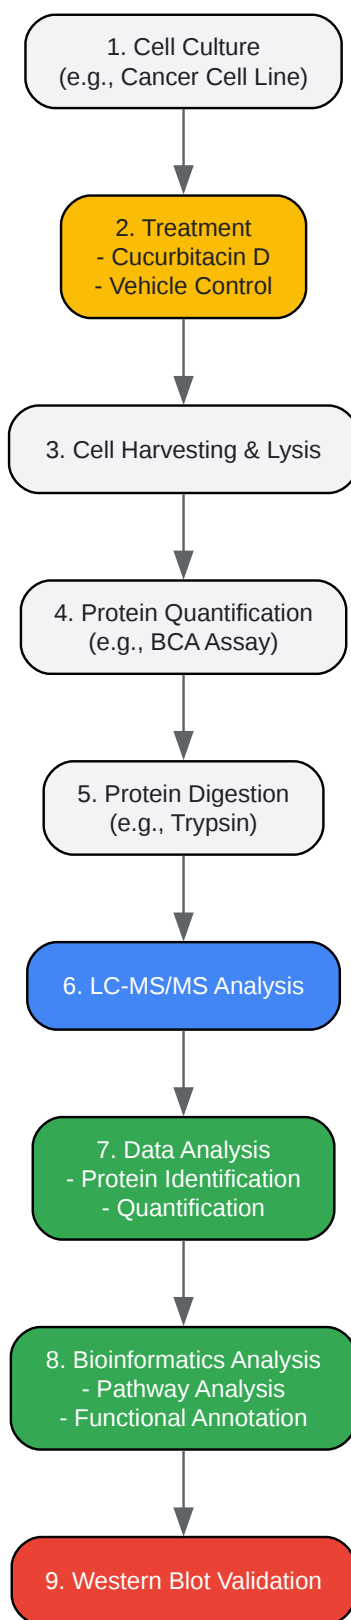 1. Cell Culture
(e.g., Cancer Cell Line)
2. Treatment
- Cucurbitacin D
- Vehicle Control
3. Cell Harvesting & Lysis
4. Protein Quantification
(e.g., BCA Assay)
5. Protein Digestion
(e.g., Trypsin)
6. LC-MS/MS Analysis
7. Data Analysis
- Protein Identification
- Quantification
8. Bioinformatics Analysis
- Pathway Analysis
- Functional Annotation
9. Western Blot Validation